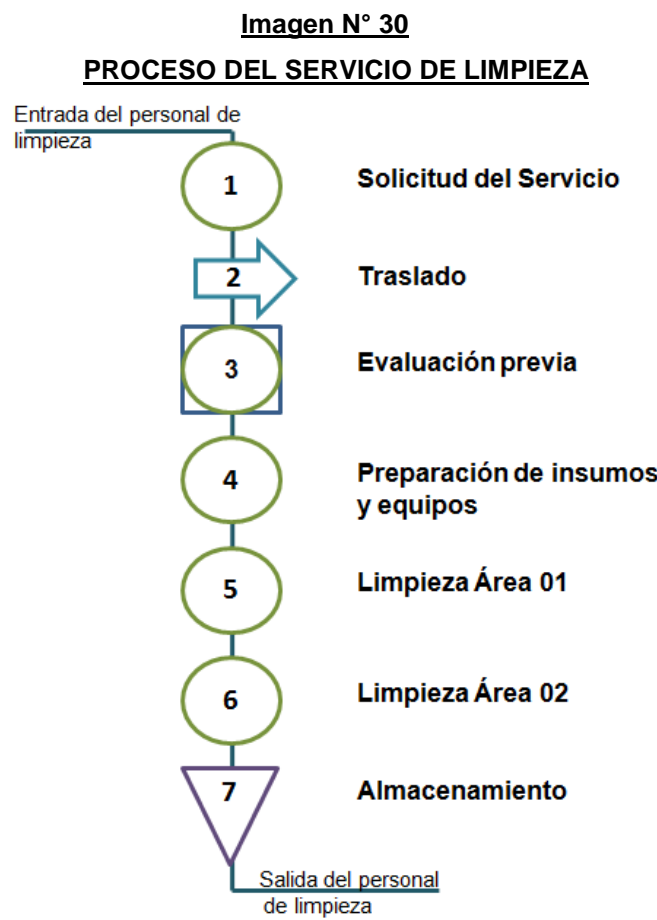 Imagen N° 30
PROCESO DEL SERVICIO DE LIMPIEZA
Entrada del personal de
limpieza
1
Solicitud del Servicio
2
Traslado
3
Evaluación previa
4
Preparación de insumos
y equipos
5
Limpieza Área 01
6
Limpieza Área 02
7
Almacenamiento
Salida del personal
de limpieza